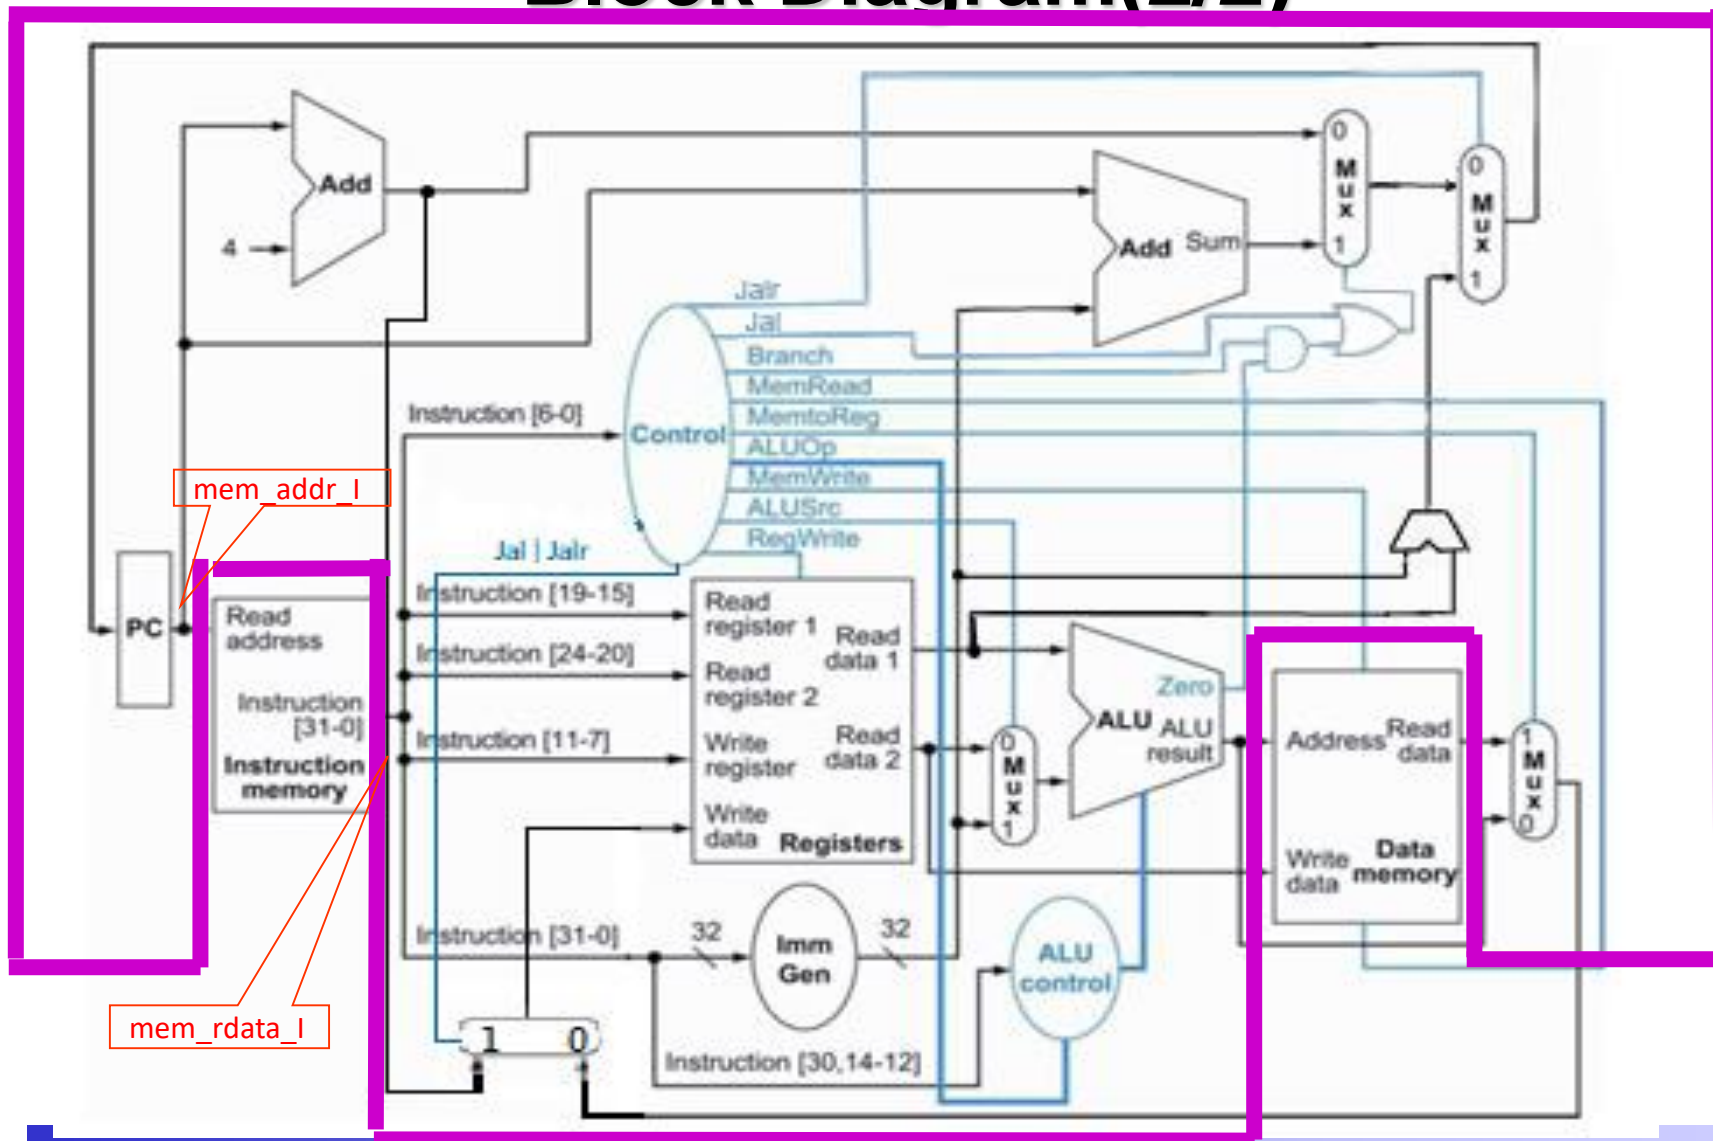 Block Diagram(2/2)
Add
4
Add Sum
0
Mux
1
0
Mux
1
Jalr
Jal
Branch
MemRead
MemtoReg
ALUOp
MemWrite
ALUSrc
RegWrite
Control
Instruction [6-0]
mem_addr_I
Jal | Jalr
PC
Read
address
Instruction
[31-0]
Instruction
memory
Instruction [19-15]
Instruction [24-20]
Instruction [11-7]
Read
register 1
Read
register 2
Write
register
Write
data
Read
data 1
Read
data 2
Registers
0
Mux
1
Zero
ALU
ALU
result
Address
Read
data
Write
data
Data
memory
1
Mux
0
Instruction [31-0]
32
Imm
Gen
32
ALU
control
mem_rdata_I
1 0
Instruction [30,14-12]